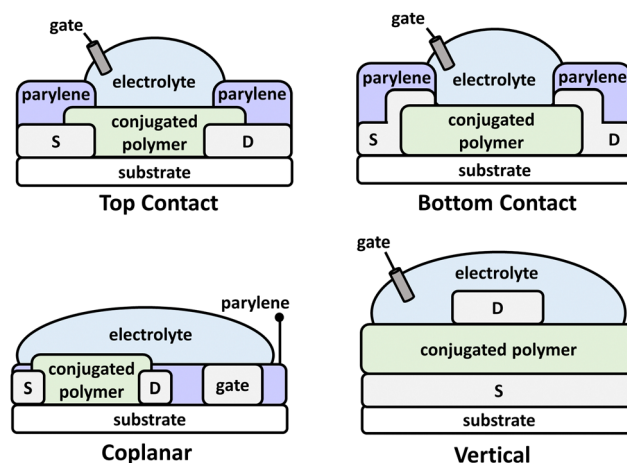 gate
electrolyte
parylene
parylene
conjugated
polymer
S
D
substrate
Top Contact
gate
electrolyte
parylene
parylene
conjugated
polymer
S
D
substrate
Bottom Contact
parylene
electrolyte
conjugated
polymer
S
D
gate
substrate
Coplanar
gate
electrolyte
D
conjugated polymer
S
substrate
Vertical